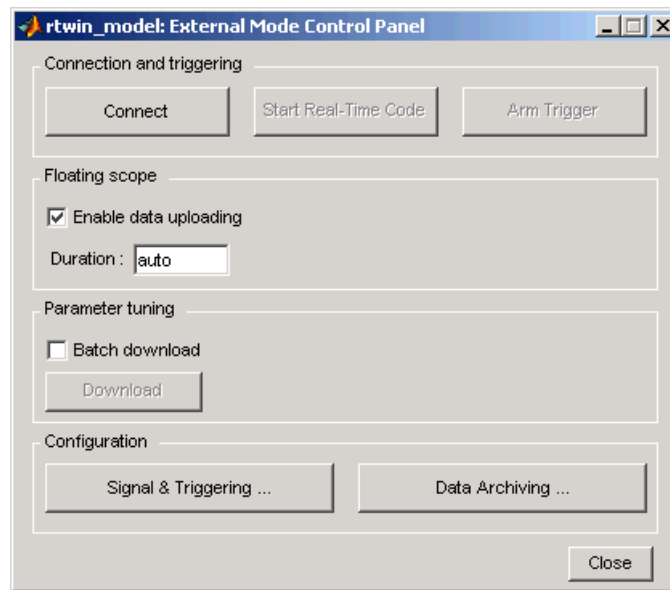 rtwin_model: External Mode Control Panel
Connection and triggering
Connect Start Real-Time Code Arm Trigger
Floating scope
Enable data uploading
Duration : auto
Parameter tuning
Batch download
Download
Configuration
Signal & Triggering ... Data Archiving ...
Close